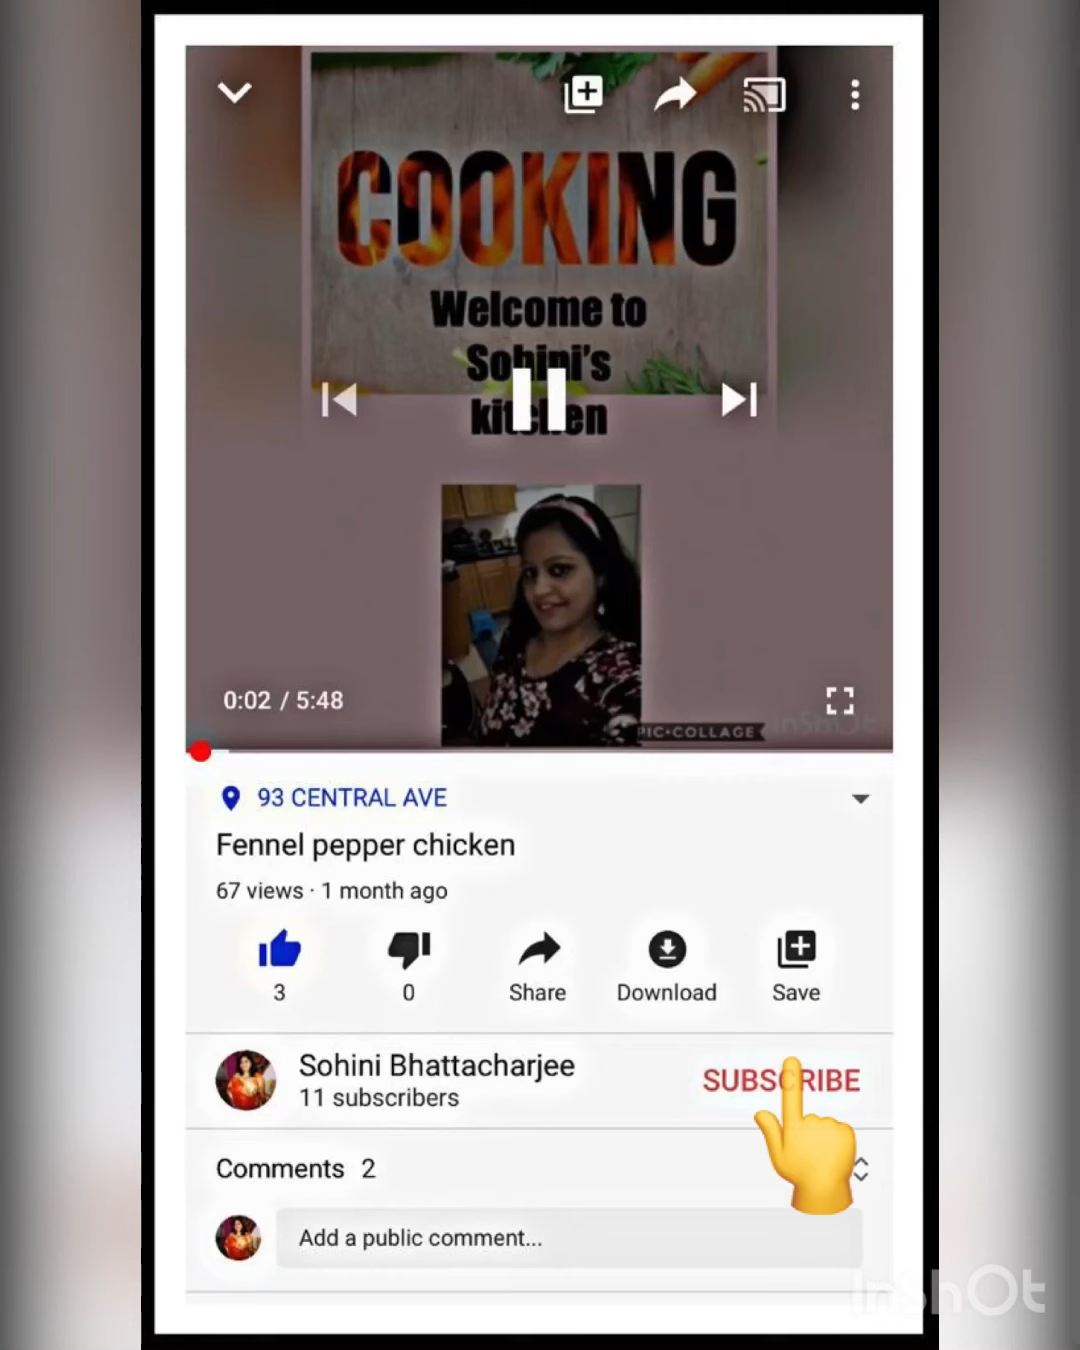 COOKING
Welcome to
Sohini's
kitchen
0:02 / 5:48
PIC•COLLAGE
InShOt
93 CENTRAL AVE
Fennel pepper chicken
67 views · 1 month ago
3
0
Share
Download
Save
Sohini Bhattacharjee
11 subscribers
SUBSCRIBE
Comments 2
Add a public comment...
InShOt